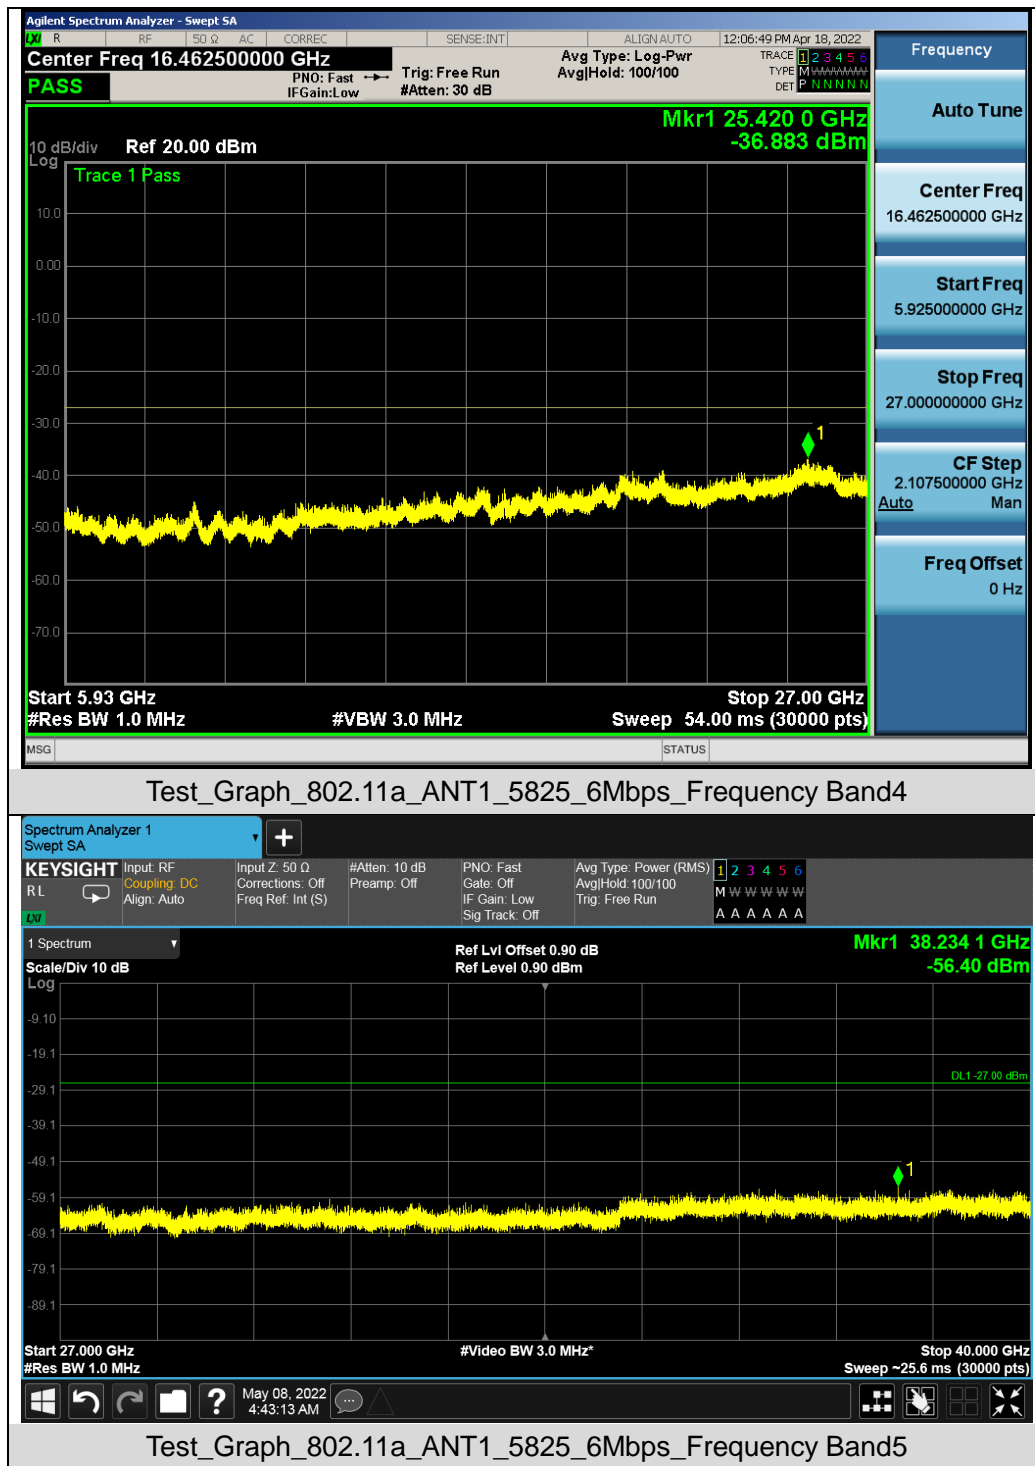 Agilent Spectrum Analyzer - Swept SA
LXI R RF 50 Ω AC CORREC SENSE:INT ALIGN AUTO 12:06:49 PM Apr 18, 2022
Center Freq 16.462500000 GHz
PNO: Fast
IFGain:Low
Trig: Free Run
#Atten: 30 dB
Avg Type: Log-Pwr
Avg|Hold: 100/100
TRACE 1 2 3 4 5 6
TYPE M WWWWW
DET P N N N N N
PASS
Mkr1 25.420 0 GHz
-36.883 dBm
10 dB/div Ref 20.00 dBm
Log
Trace 1 Pass
10.0
0.00
-10.0
-20.0
-30.0
1
-40.0
-50.0
-60.0
-70.0
Start 5.93 GHz Stop 27.00 GHz
#Res BW 1.0 MHz #VBW 3.0 MHz Sweep 54.00 ms (30000 pts)
MSG STATUS
Frequency
Auto Tune
Center Freq
16.462500000 GHz
Start Freq
5.925000000 GHz
Stop Freq
27.000000000 GHz
CF Step
2.107500000 GHz
Auto Man
Freq Offset
0 Hz
Test_Graph_802.11a_ANT1_5825_6Mbps_Frequency Band4
Spectrum Analyzer 1
Swept SA
+
KEYSIGHT
R L
LXI
Input: RF
Coupling: DC
Align: Auto
Input Z: 50 Ω
Corrections: Off
Freq Ref: Int (S)
#Atten: 10 dB
Preamp: Off
PNO: Fast
Gate: Off
IF Gain: Low
Sig Track: Off
Avg Type: Power (RMS)
Avg|Hold: 100/100
Trig: Free Run
1 2 3 4 5 6
M W W W W W
A A A A A A
1 Spectrum
Scale/Div 10 dB
Log
Ref Lvl Offset 0.90 dB
Ref Level 0.90 dBm
Mkr1 38.234 1 GHz
-56.40 dBm
-9.10
-19.1
DL1 -27.00 dBm
-29.1
-39.1
-49.1
1
-59.1
-69.1
-79.1
-89.1
Start 27.000 GHz #Video BW 3.0 MHz* Stop 40.000 GHz
#Res BW 1.0 MHz Sweep ~25.6 ms (30000 pts)
?
May 08, 2022
4:43:13 AM
Test_Graph_802.11a_ANT1_5825_6Mbps_Frequency Band5